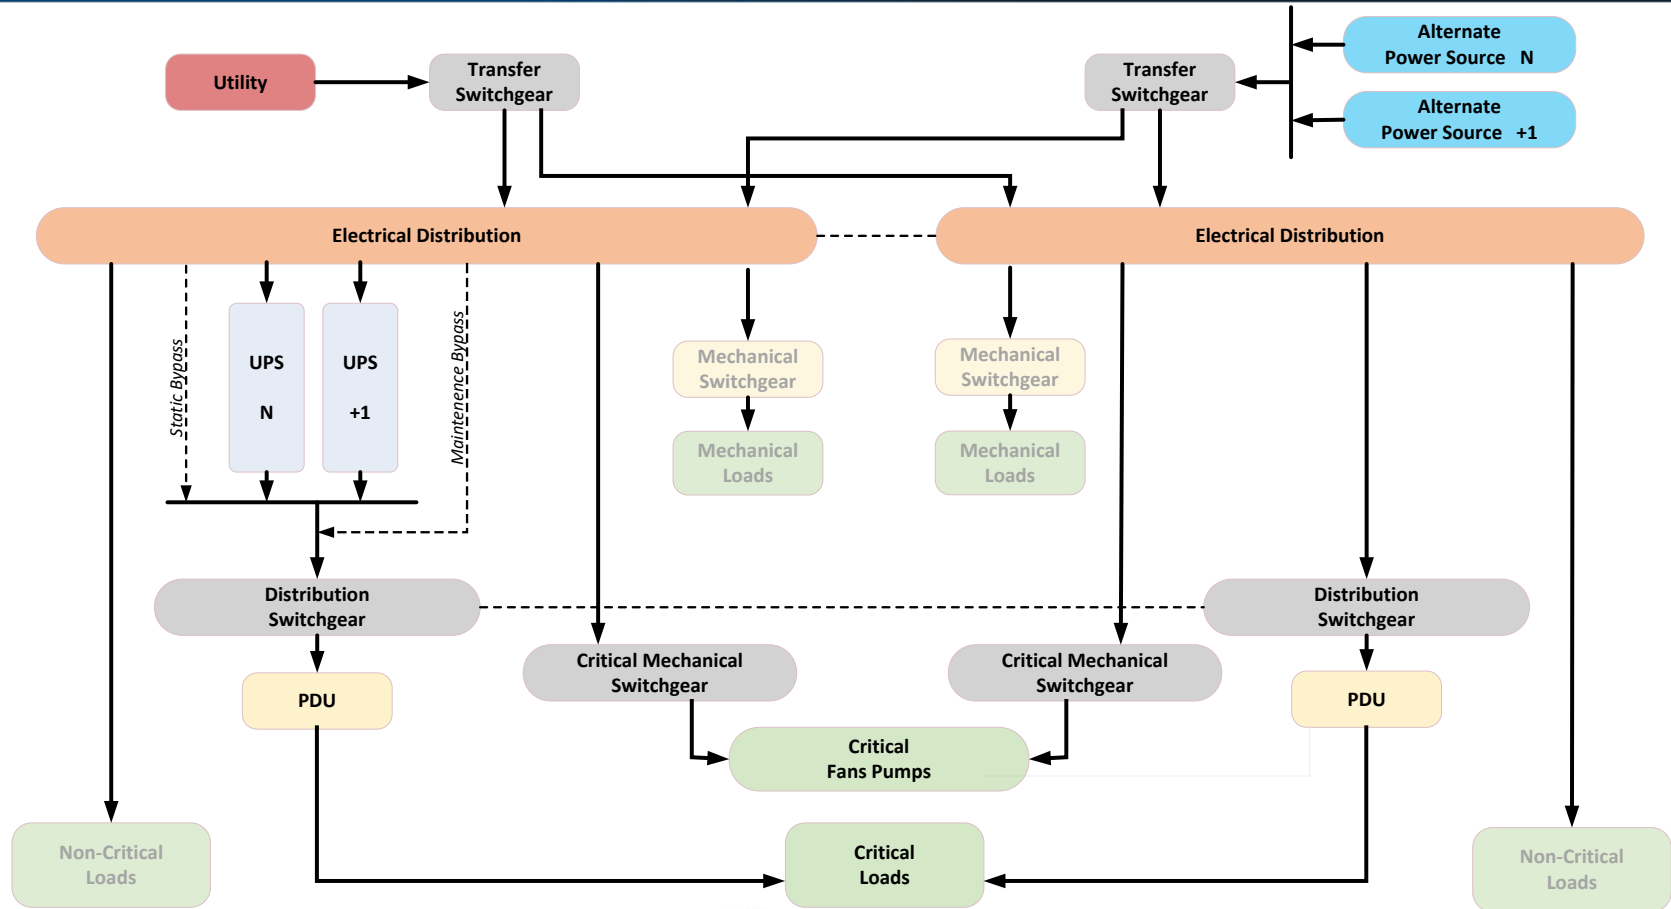 Utility
Transfer
Switchgear
Transfer
Switchgear
Alternate
Power Source N
Alternate
Power Source +1
Electrical Distribution
Electrical Distribution
Static Bypass
UPS
N
UPS
+1
Maintenence Bypass
Mechanical
Switchgear
Mechanical
Switchgear
Mechanical
Loads
Mechanical
Loads
Distribution
Switchgear
Distribution
Switchgear
Critical Mechanical
Switchgear
Critical Mechanical
Switchgear
PDU
PDU
Critical
Fans Pumps
Non-Critical
Loads
Critical
Loads
Non-Critical
Loads